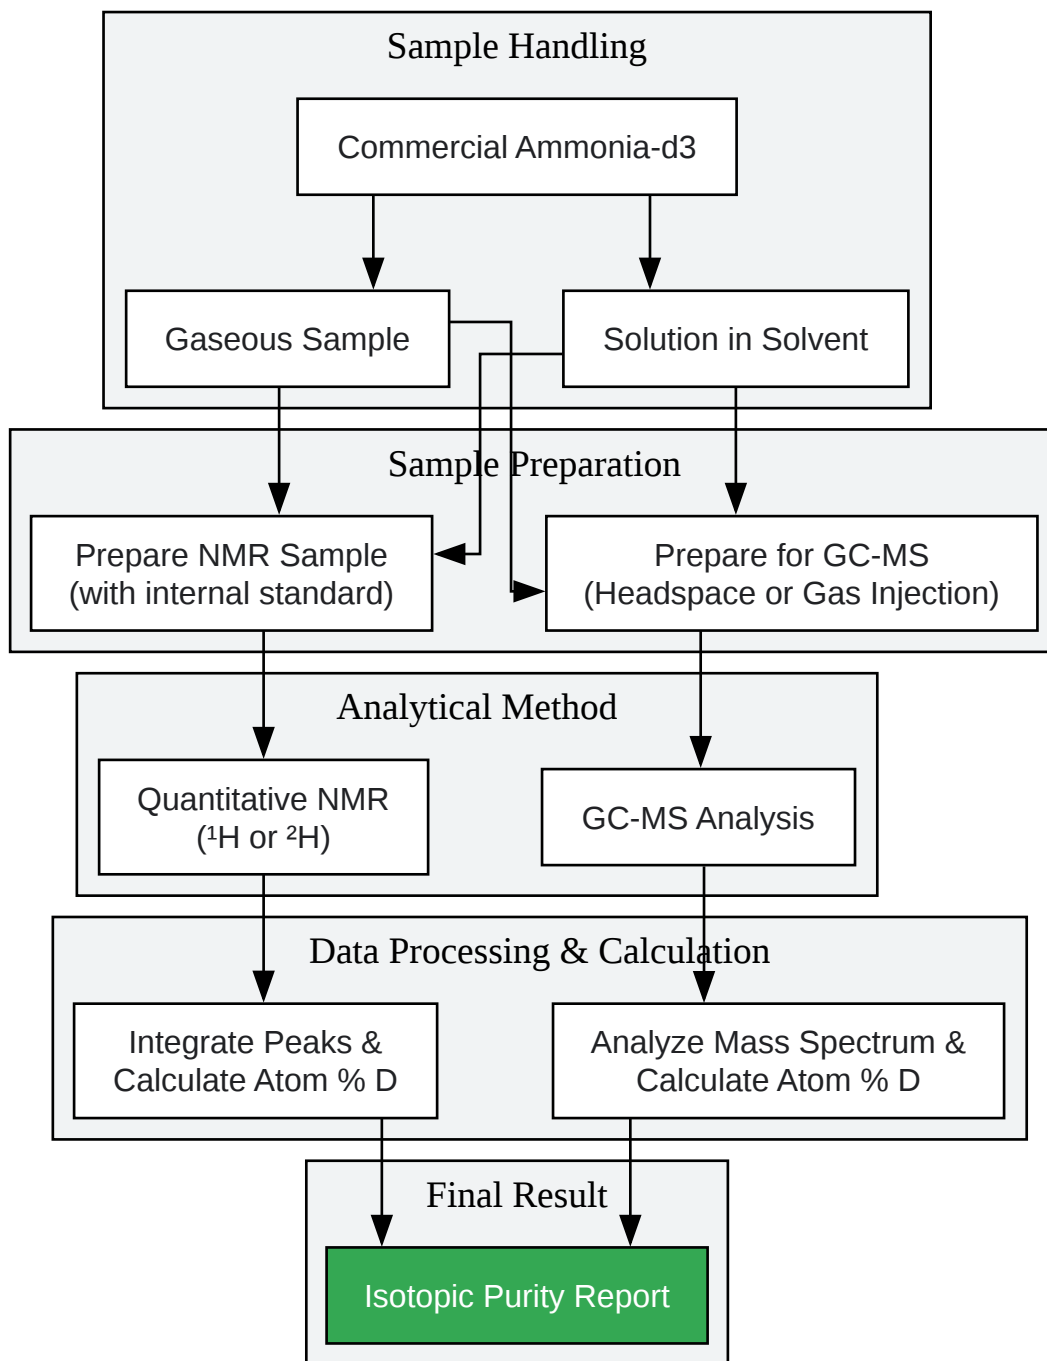 Sample Handling
Commercial Ammonia-d3
Gaseous Sample
Solution in Solvent
Sample Preparation
Prepare NMR Sample
(with internal standard)
Prepare for GC-MS
(Headspace or Gas Injection)
Analytical Method
Quantitative NMR
(¹H or ²H)
GC-MS Analysis
Data Processing & Calculation
Integrate Peaks &
Calculate Atom % D
Analyze Mass Spectrum &
Calculate Atom % D
Final Result
Isotopic Purity Report